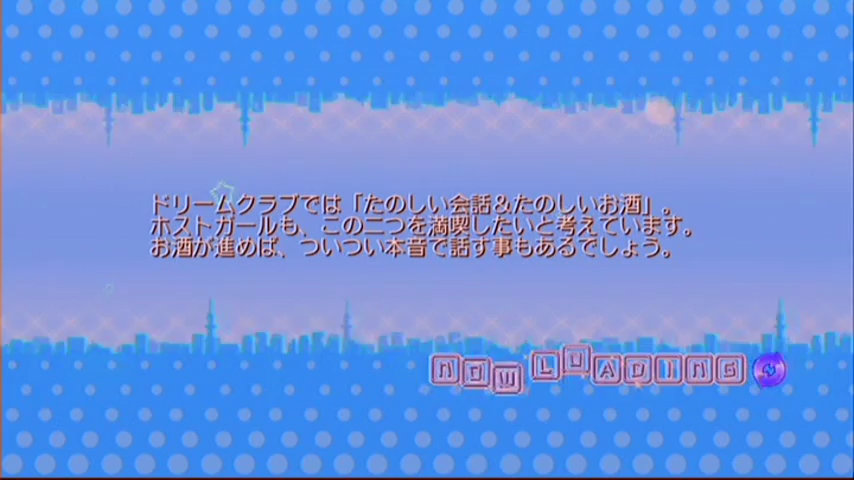 ドリームクラブでは「たのしい会話＆たのしいお酒」。
ホストガールも、この二つを満喫したいと考えています。
お酒が進めば、ついつい本音で話す事もあるでしょう。
NOW LOADING